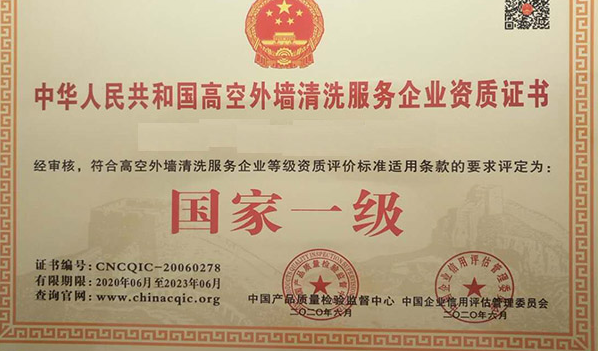 中华人民共和国高空外墙清洗服务企业资质证书
经审核，符合高空外墙清洗服务企业等级资质评价标准适用条款的要求评定为：
国家一级
证书编号：CNCQIC-20060278
有限期限：2020年06月至2023年06月
查询官网：www.chinacqic.org
中国产品质量检验监督中心
二〇二〇年六月
中国企业信用评估管理委员会
二〇二〇年六月